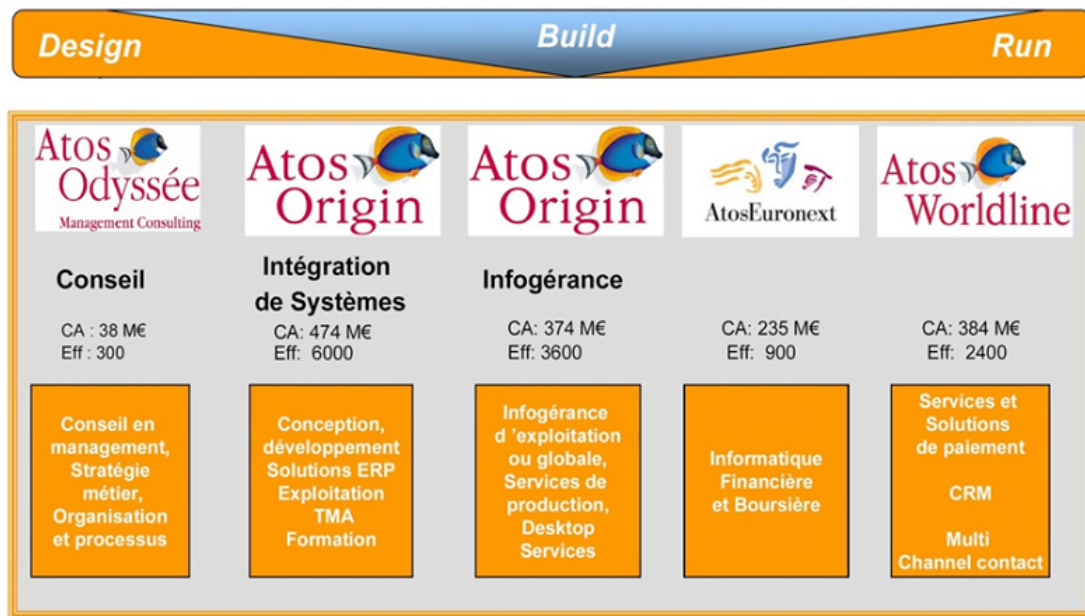 Design
Build
Run
Atos
Odyssée
Management Consulting
Atos
Origin
Atos
Origin
AtosEuronext
Atos
Worldline
Conseil
CA : 38 M€
Eff : 300
Intégration
de Systèmes
CA: 474 M€
Eff: 6000
Infogérance
CA: 374 M€
Eff: 3600
CA: 235 M€
Eff: 900
CA: 384 M€
Eff: 2400
Conseil en
management,
Stratégie
métier,
Organisation
et processus
Conception,
développement
Solutions ERP
Exploitation
TMA
Formation
Infogérance
d 'exploitation
ou globale,
Services de
production,
Desktop
Services
Informatique
Financière
et Boursière
Services et
Solutions
de paiement
CRM
Multi
Channel contact